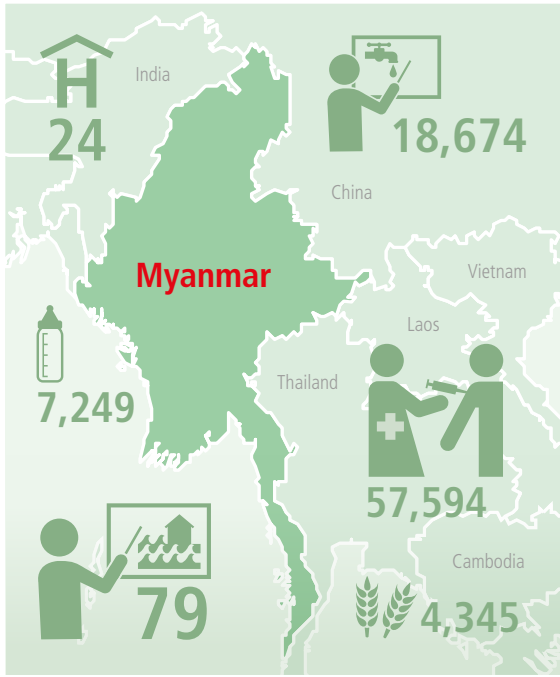 India
H
24
18,674
China
Myanmar
Vietnam
Laos
Thailand
7,249
57,594
Cambodia
79
4,345